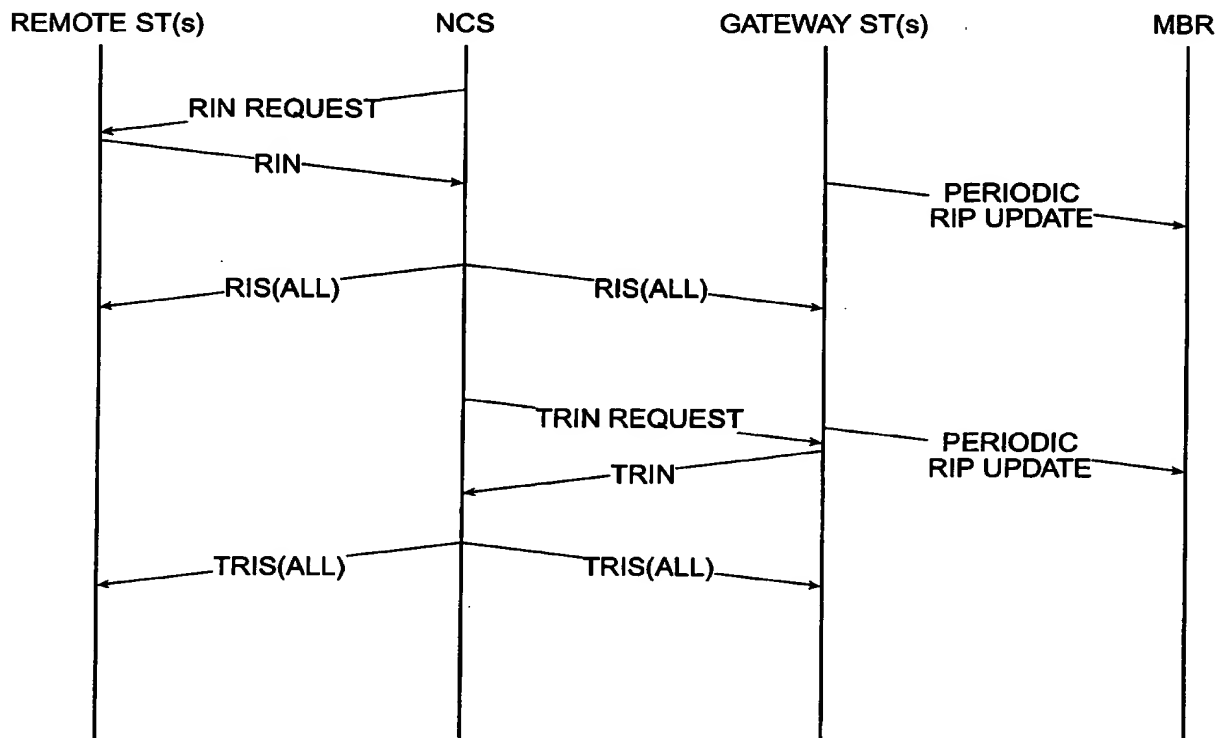 REMOTE ST(s)
NCS
GATEWAY ST(s)
MBR
RIN REQUEST
RIN
PERIODIC
RIP UPDATE
RIS(ALL)
RIS(ALL)
TRIN REQUEST
PERIODIC
RIP UPDATE
TRIN
TRIS(ALL)
TRIS(ALL)